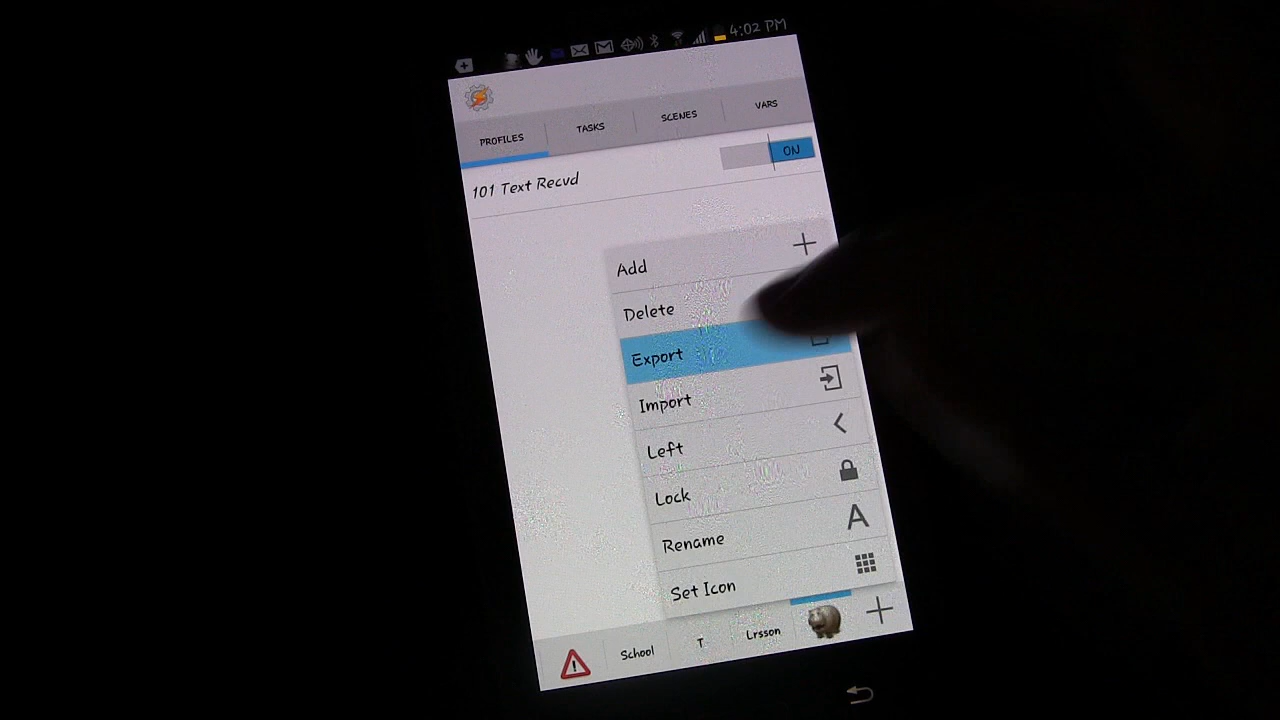 4:02 PM
PROFILES TASKS SCENES VARS
101 Text Recvd ON
Add
Delete
Export
Import
Left
Lock
Rename
Set Icon
School T Lrsson